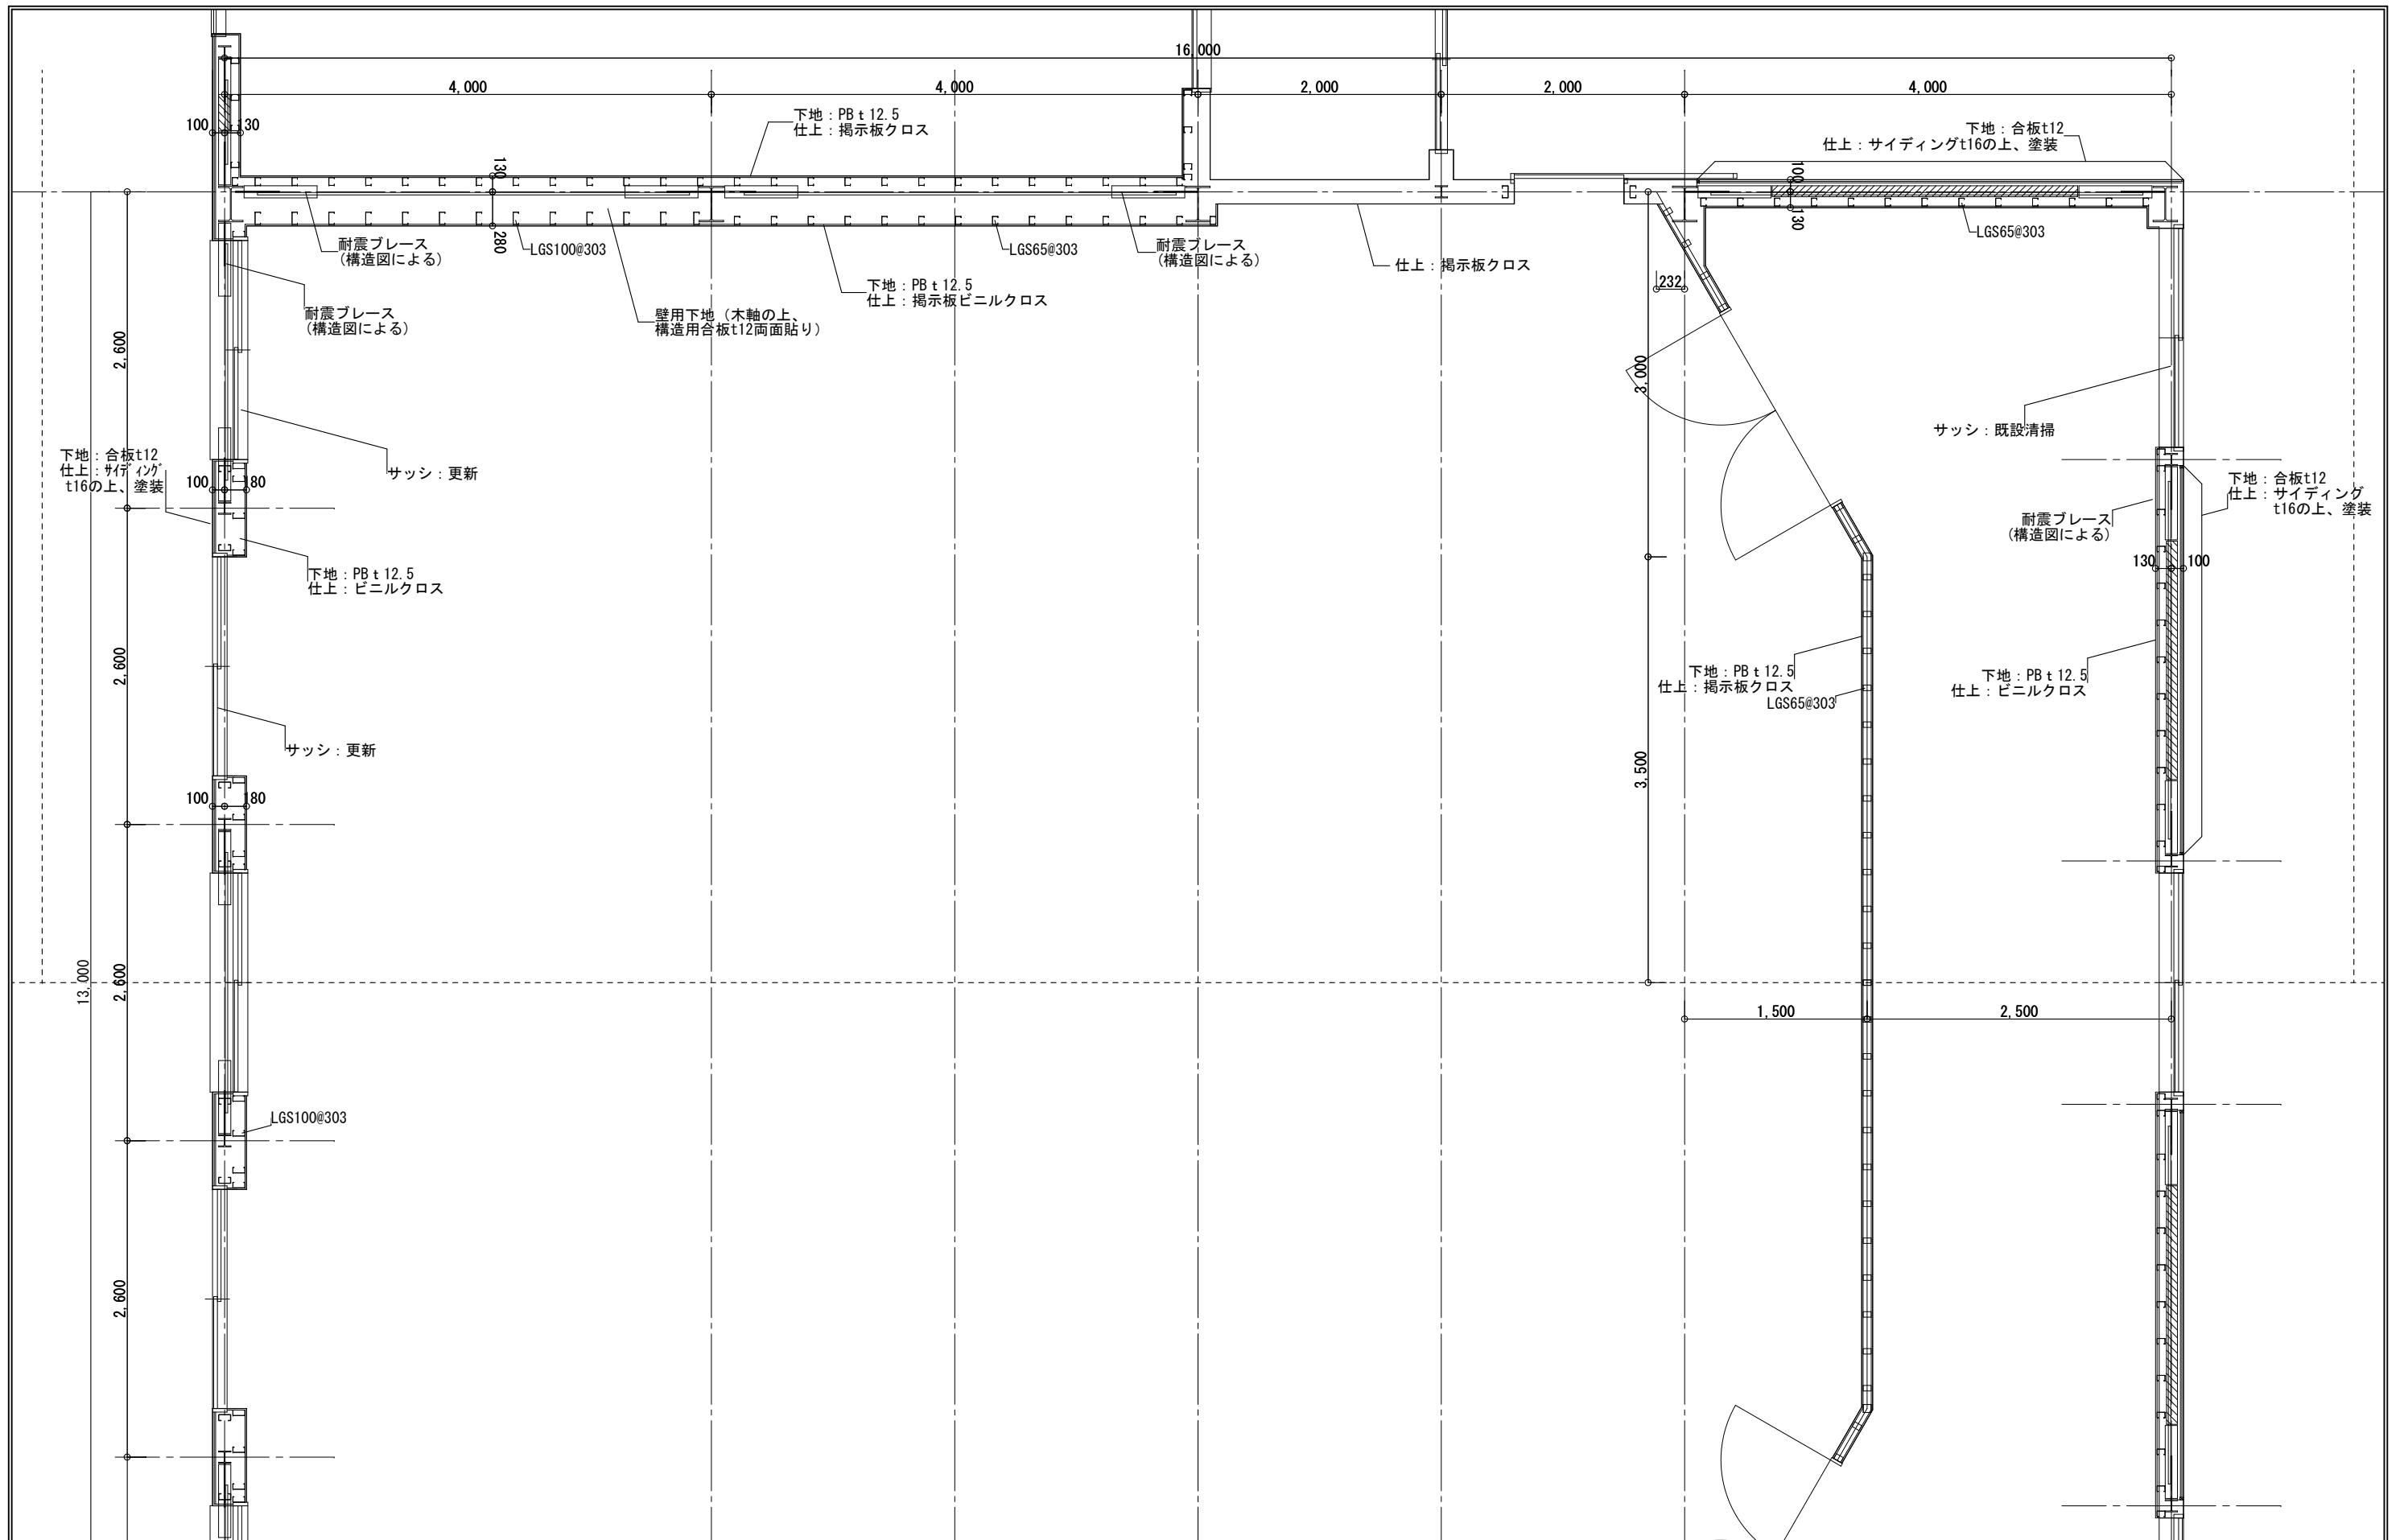 16,000
4,000
4,000
2,000
2,000
4,000
下地：PBｔ12.5
仕上：掲示板クロス
下地：合板t12
仕上：サイディングt16の上、塗装
100
130
130
280
100
130
耐震ブレース
(構造図による)
LGS100@303
LGS65@303
耐震ブレース
(構造図による)
仕上：掲示板クロス
LGS65@303
232
下地：PBｔ12.5
仕上：掲示板ビニルクロス
耐震ブレース
(構造図による)
壁用下地（木軸の上、
構造用合板t12両面貼り）
2,600
3,000
サッシ：既設清掃
下地：合板t12
仕上：ｻｲﾃﾞｨﾝｸﾞ
t16の上、塗装
サッシ：更新
100
180
下地：合板t12
仕上：サイディング
t16の上、塗装
耐震ブレース
(構造図による)
130
100
下地：PBｔ12.5
仕上：ビニルクロス
2,600
下地：PBｔ12.5
仕上：掲示板クロス
LGS65@303
下地：PBｔ12.5
仕上：ビニルクロス
サッシ：更新
3,500
100
180
13,000
2,600
1,500
2,500
LGS100@303
2,600